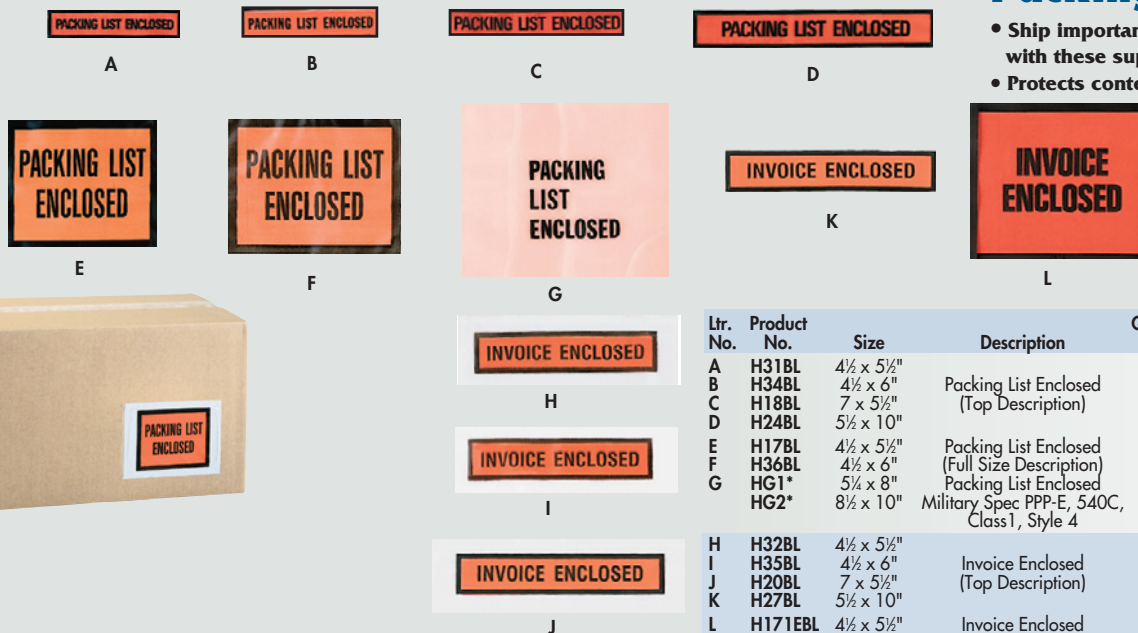 PACKING LIST ENCLOSED
A
PACKING LIST ENCLOSED
B
PACKING LIST ENCLOSED
C
PACKING LIST ENCLOSED
D
• Ship
with these
• Protects
PACKING LIST
ENCLOSED
E
PACKING LIST
ENCLOSED
F
PACKING
LIST
ENCLOSED
G
INVOICE ENCLOSED
K
INVOICE
ENCLOSED
L
PACKING LIST
ENCLOSED
INVOICE ENCLOSED
H
INVOICE ENCLOSED
I
INVOICE ENCLOSED
J
Ltr. Product
No. No. Size Description
A H31BL 4½ x 5½"
B H34BL 4½ x 6" Packing List Enclosed
C H18BL 7 x 5½" (Top Description)
D H24BL 5½ x 10"
E H17BL 4½ x 5½" Packing List Enclosed
F H36BL 4½ x 6" (Full Size Description)
G HG1* 5¼ x 8" Packing List Enclosed
HG2* 8½ x 10" Military Spec PPP-E, 540C,
Class1, Style 4
H H32BL 4½ x 5½"
I H35BL 4½ x 6" Invoice Enclosed
J H20BL 7 x 5½" (Top Description)
K H27BL 5½ x 10"
L H171EBL 4½ x 5½" Invoice Enclosed